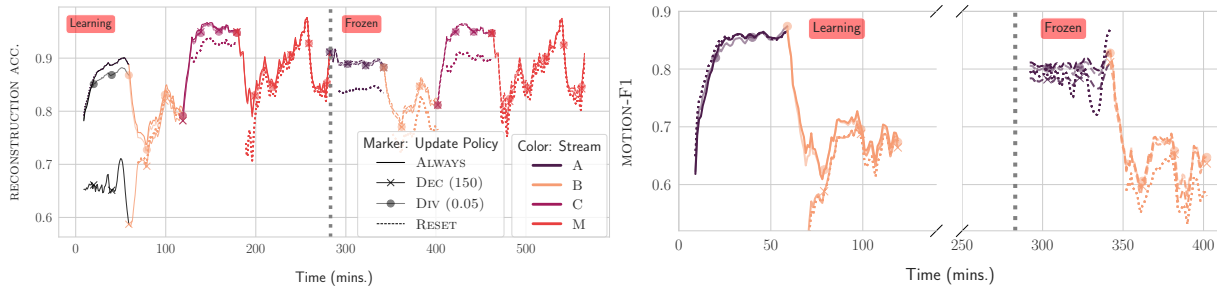 Learning
Frozen
RECONSTRUCTION ACC.
0.9
0.8
0.7
0.6
0
100
200
300
400
500
Time (mins.)
Marker: Update Policy
ALWAYS
DEC (150)
DIV (0.05)
RESET
Color: Stream
A
B
C
M
Learning
Frozen
MOTION-F1
0.9
0.8
0.7
0.6
0
50
100
250
300
350
400
Time (mins.)